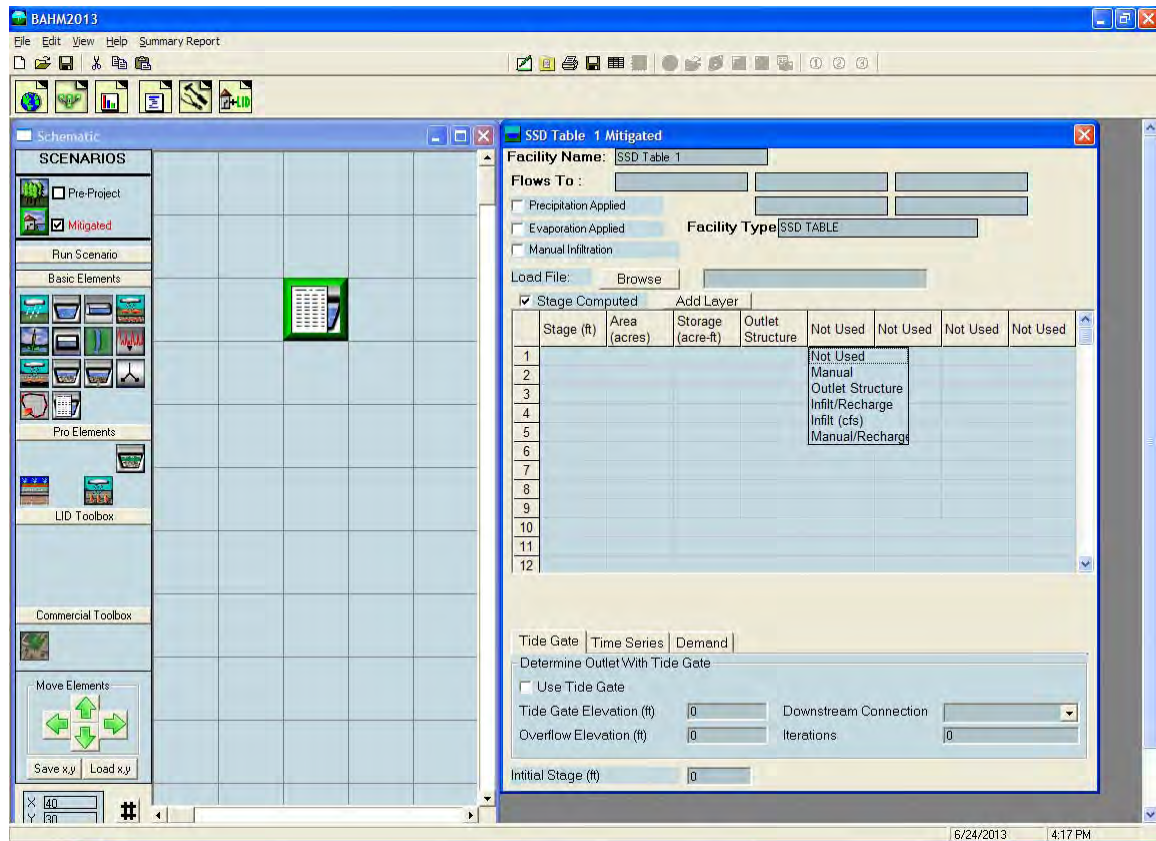 BAHM2013
File Edit View Help Summary Report
Schematic
SCENARIOS
Pre-Project
Mitigated
Run Scenario
Basic Elements
Pro Elements
LID Toolbox
Commercial Toolbox
Move Elements
Save x,y Load x,y
X 40
Y 30
#
+LID
SSD Table 1 Mitigated
Facility Name: SSD Table 1
Flows To :
Precipitation Applied
Evaporation Applied Facility Type SSD TABLE
Manual Infiltration
Load File: Browse
Stage Computed Add Layer
Stage (ft) Area (acres) Storage (acre-ft) Outlet Structure Not Used Not Used Not Used Not Used
1
2
3
4
5
6
7
8
9
10
11
12
Not Used
Manual
Outlet Structure
Infilt/Recharge
Infilt (cfs)
Manual/Recharge
Tide Gate Time Series Demand
Determine Outlet With Tide Gate
Use Tide Gate
Tide Gate Elevation (ft) 0 Downstream Connection
Overflow Elevation (ft) 0 Iterations 0
Intitial Stage (ft) 0
6/24/2013 4:17 PM